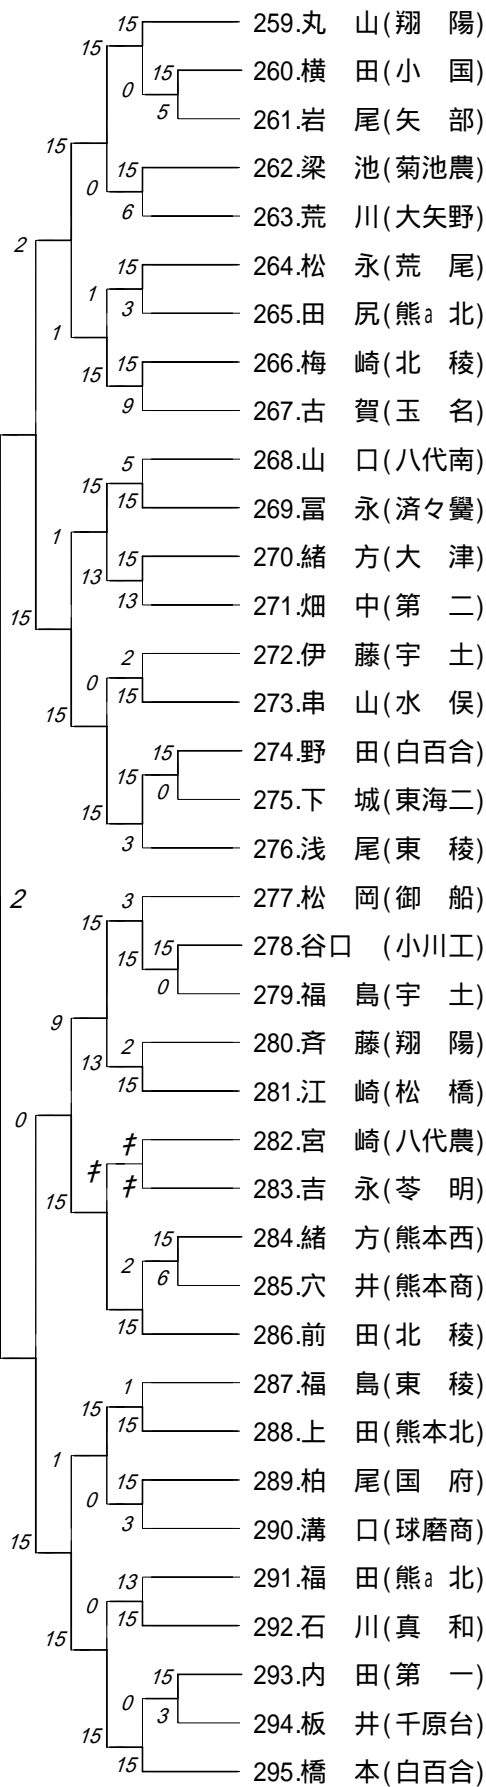 15
259.丸　山(翔　陽)
15
15
0
260.横　田(小　国)
5
261.岩　尾(矢　部)
15
15
262.梁　池(菊池農)
0
6
263.荒　川(大矢野)
2
15
264.松　永(荒　尾)
1
3
265.田　尻(熊a 北)
1
15
266.梅　崎(北　稜)
15
9
267.古　賀(玉　名)
5
268.山　口(八代南)
15
15
269.冨　永(済々黌)
1
15
270.緒　方(大　津)
13
13
271.畑　中(第　二)
15
2
272.伊　藤(宇　土)
0
15
273.串　山(水　俣)
15
15
274.野　田(白百合)
15
0
275.下　城(東海二)
15
3
276.浅　尾(東　稜)
2
3
277.松　岡(御　船)
15
15
15
278.谷口　(小川工)
0
279.福　島(宇　土)
9
2
280.斉　藤(翔　陽)
13
15
281.江　崎(松　橋)
0
キ
282.宮　崎(八代農)
キ
キ
283.吉　永(苓　明)
15
15
284.緒　方(熊本西)
2
6
285.穴　井(熊本商)
15
286.前　田(北　稜)
1
287.福　島(東　稜)
15
15
288.上　田(熊本北)
1
15
289.柏　尾(国　府)
0
3
290.溝　口(球磨商)
15
13
291.福　田(熊a 北)
0
15
292.石　川(真　和)
15
15
293.内　田(第　一)
0
3
294.板　井(千原台)
15
15
295.橋　本(白百合)